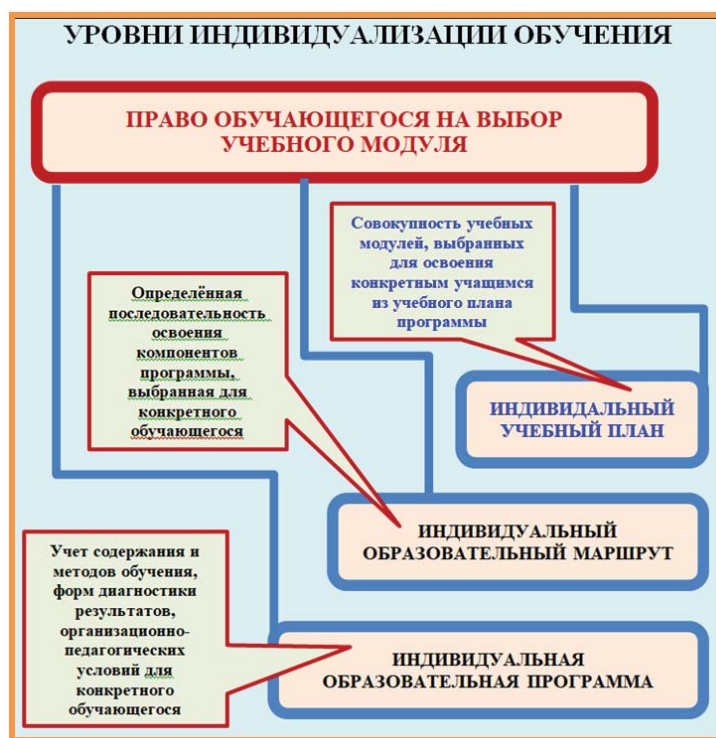 УРОВНИ ИНДИВИДУАЛИЗАЦИИ ОБУЧЕНИЯ
ПРАВО ОБУЧАЮЩЕГОСЯ НА ВЫБОР
УЧЕБНОГО МОДУЛЯ
Совокупность учебных
модулей, выбранных
для освоения
конкретным учащимся
из учебного плана
программы
Определённая
последовательность
освоения
компонентов
программы,
выбранная для
конкретного
обучающегося
ИНДИВИДАЛЬНЫЙ
УЧЕБНЫЙ ПЛАН
ИНДИВИДУАЛЬНЫЙ
ОБРАЗОВАТЕЛЬНЫЙ МАРШРУТ
Учет содержания и
методов обучения,
форм диагностики
результатов,
организационно-
педагогических
условий для
конкретного
обучающегося
ИНДИВИДУАЛЬНАЯ
ОБРАЗОВАТЕЛЬНАЯ ПРОГРАММА